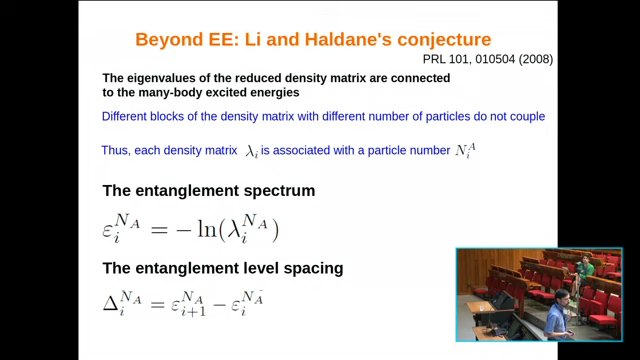 Beyond EE: Li and Haldane's conjecture
PRL 101, 010504 (2008)
The eigenvalues of the reduced density matrix are connected
to the many-body excited energies
Different blocks of the density matrix with different number of particles do not couple
Thus, each density matrix λ_i is associated with a particle number N_i^A
The entanglement spectrum
ε_i^{N_A} = − ln(λ_i^{N_A})
The entanglement level spacing
Δ_i^{N_A} = ε_{i+1}^{N_A} − ε_i^{N_A}